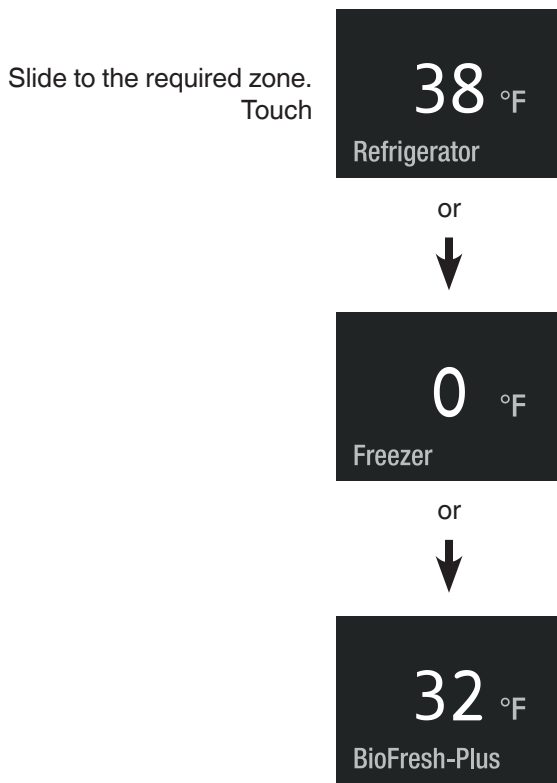 Slide to the required zone.
Touch
38 °F
Refrigerator
or
0 °F
Freezer
or
32 °F
BioFresh-Plus